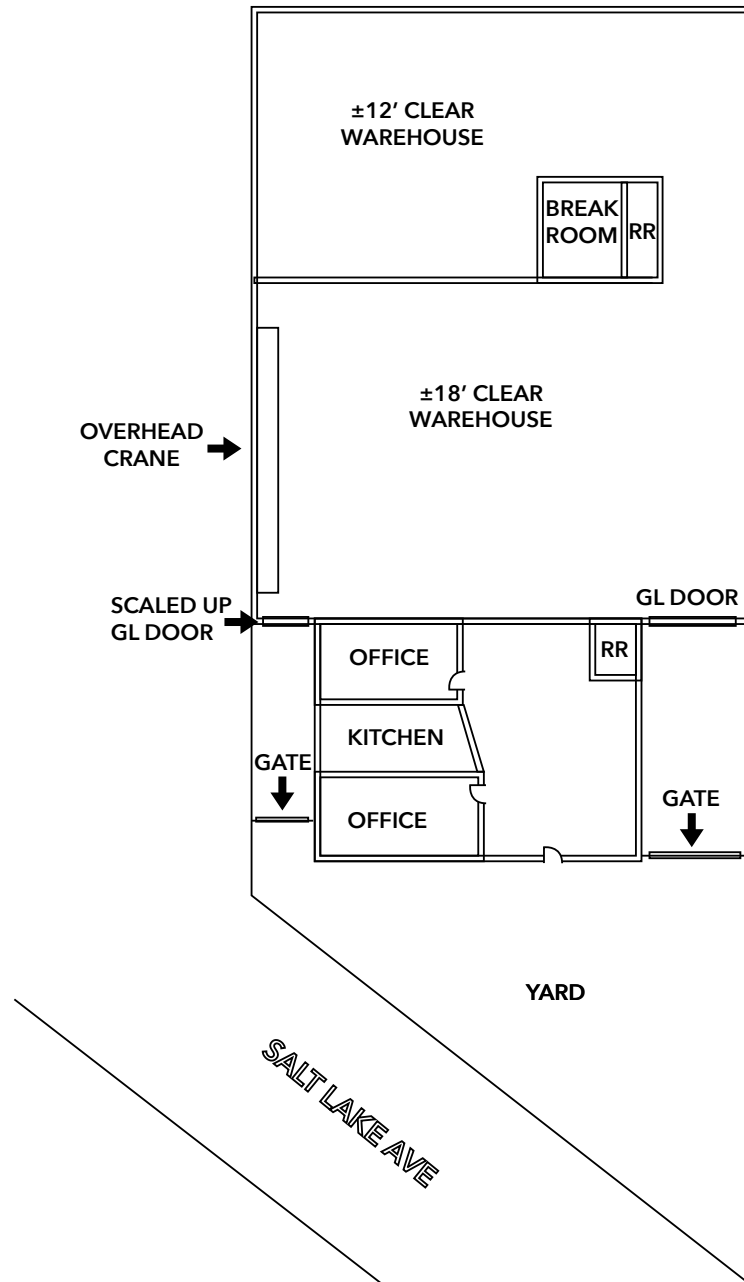 ±12’ CLEAR
WAREHOUSE
BREAK
ROOM
RR
±18’ CLEAR
WAREHOUSE
OVERHEAD
CRANE
SCALED UP
GL DOOR
GL DOOR
OFFICE
RR
KITCHEN
GATE
OFFICE
GATE
YARD
SALT LAKE AVE